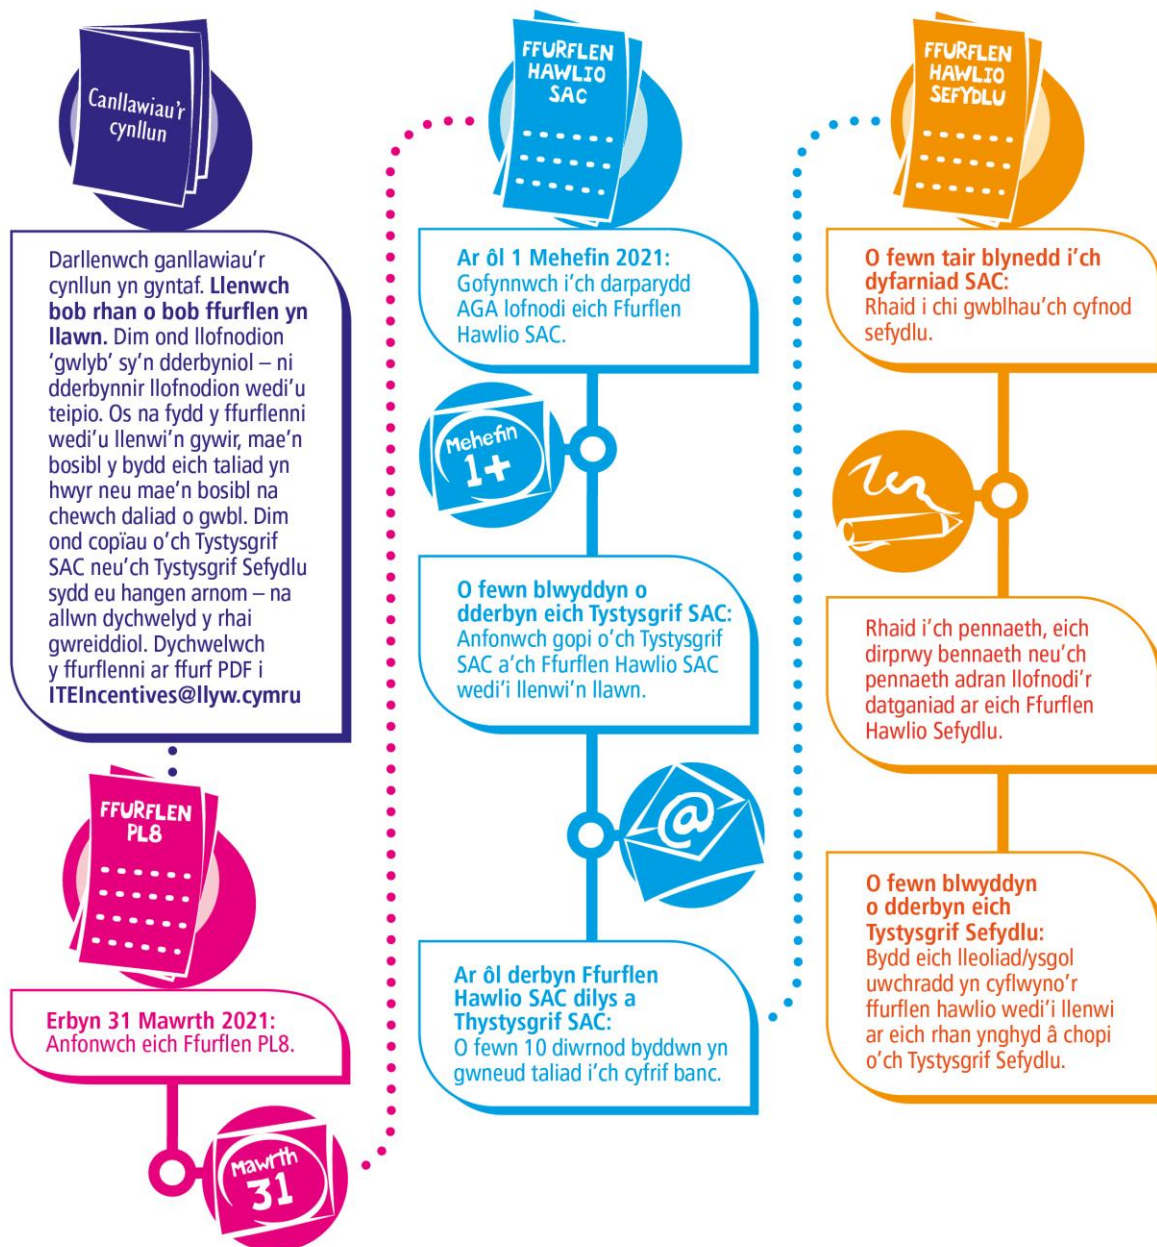 Canllawiau'r
cynllun
Darllenwch ganllawiau'r
cynllun yn gyntaf. Llenwch
bob rhan o bob ffurflen yn
llawn. Dim ond llofnodion
'gwlyb' sy'n dderbyniol – ni
dderbynnir llofnodion wedi'u
teipio. Os na fydd y ffurflenni
wedi'u llenwi'n gywir, mae'n
bosibl y bydd eich taliad yn
hwyr neu mae'n bosibl na
chewch daliad o gwbl. Dim
ond copïau o'ch Tystysgrif
SAC neu'ch Tystysgrif Sefydlu
sydd eu hangen arnom – na
allwn dychwelyd y rhai
gwreiddiol. Dychwelwch
y ffurflenni ar ffurf PDF i
ITEIncentives@llyw.cymru
FFURFLEN
PL8
Erbyn 31 Mawrth 2021:
Anfonwch eich Ffurflen PL8.
Mawrth
31
FFURFLEN
HAWLIO
SAC
Ar ôl 1 Mehefin 2021:
Gofynnwch i'ch darparydd
AGA lofnodi eich Ffurflen
Hawlio SAC.
Mehefin
1+
O fewn blwyddyn o
dderbyn eich Tystysgrif SAC:
Anfonwch gopi o'ch Tystysgrif
SAC a'ch Ffurflen Hawlio SAC
wedi'i llenwi'n llawn.
@
Ar ôl derbyn Ffurflen
Hawlio SAC dilys a
Thystysgrif SAC:
O fewn 10 diwrnod byddwn yn
gwneud taliad i'ch cyfrif banc.
FFURFLEN
HAWLIO
SEFYDLU
O fewn tair blynedd i'ch
dyfarniad SAC:
Rhaid i chi gwblhau'ch cyfnod
sefydlu.
Rhaid i'ch pennaeth, eich
dirprwy bennaeth neu'ch
pennaeth adran llofnodi'r
datganiad ar eich Ffurflen
Hawlio Sefydlu.
O fewn blwyddyn
o dderbyn eich
Tystysgrif Sefydlu:
Bydd eich lleoliad/ysgol
uwchradd yn cyflwyno'r
ffurflen hawlio wedi'i llenwi
ar eich rhan ynghyd â chopi
o'ch Tystysgrif Sefydlu.